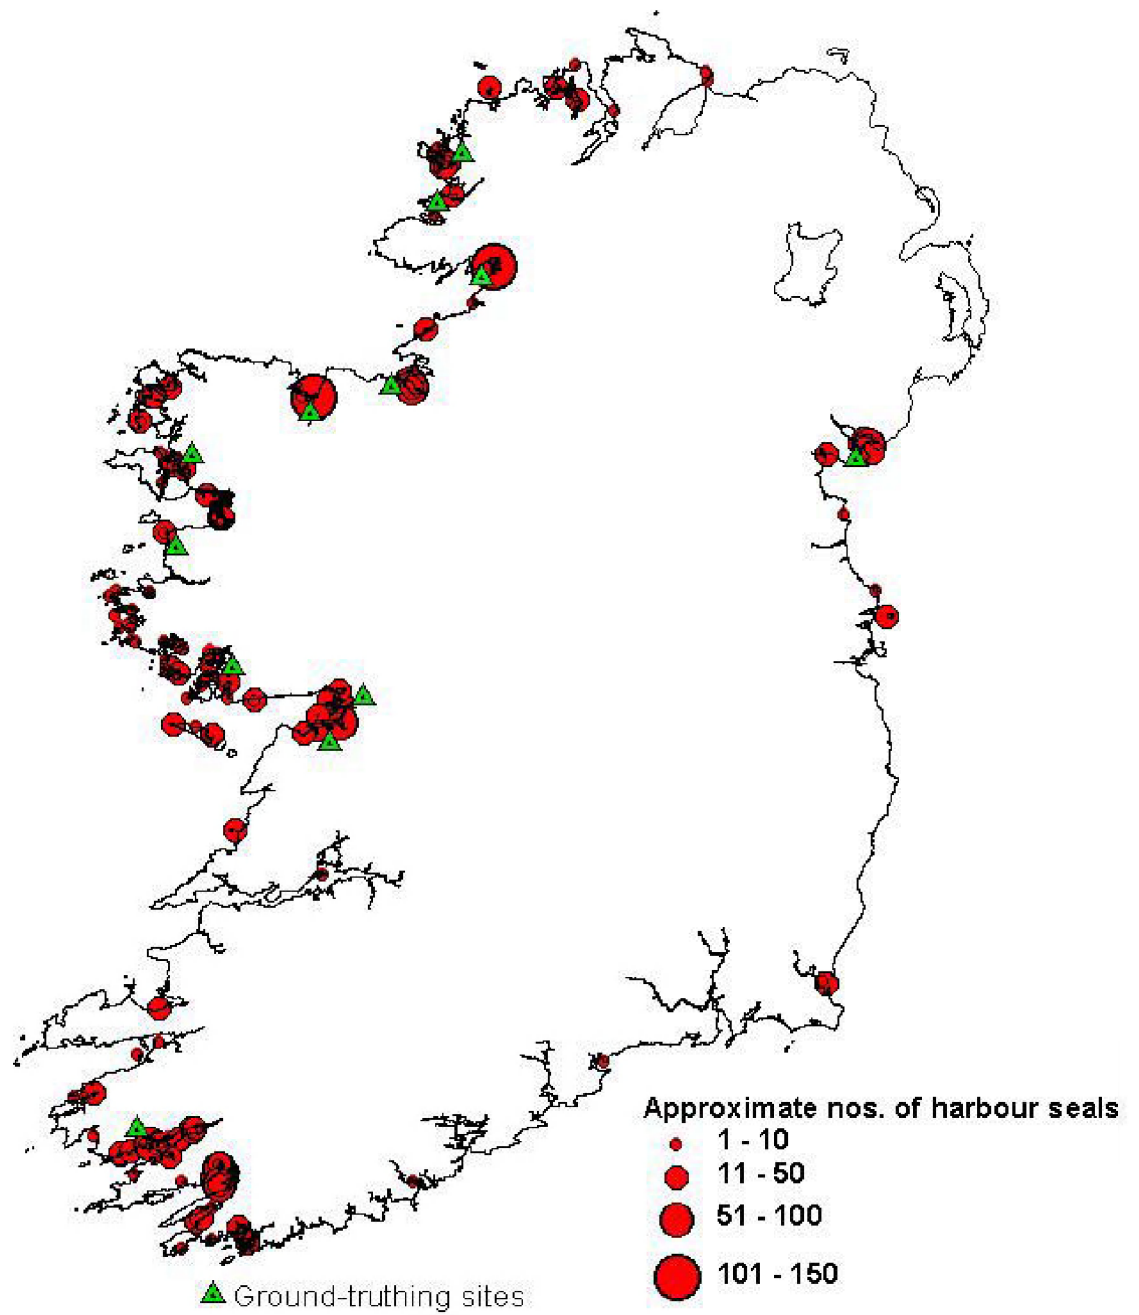 Approximate nos. of harbour seals
1 - 10
11 - 50
51 - 100
101 - 150
Ground-truthing sites